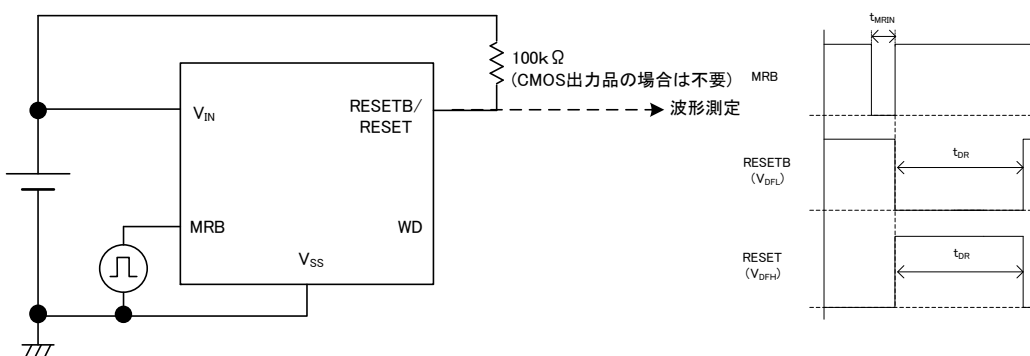 100kΩ
(CMOS出力品の場合は不要)
V_IN
RESETB/
RESET
波形測定
MRB
WD
V_SS
t_MRIN
MRB
RESETB
(V_DFL)
t_DR
RESET
(V_DFH)
t_DR